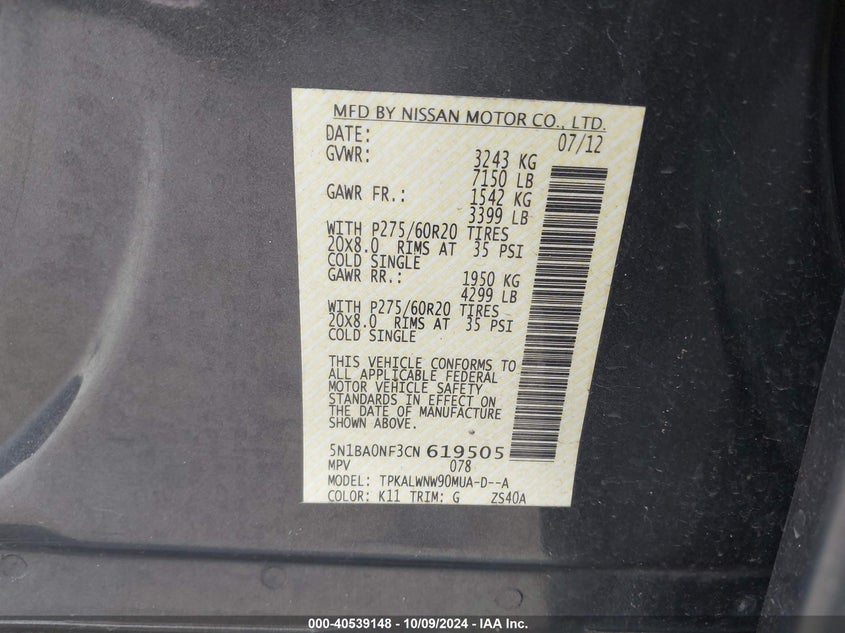 MFD BY NISSAN MOTOR CO., LTD.
DATE: 07/12
GVWR: 3243 KG
7150 LB
GAWR FR.: 1542 KG
3399 LB
WITH P275/60R20 TIRES
20X8.0 RIMS AT 35 PSI
COLD SINGLE
GAWR RR.: 1950 KG
4299 LB
WITH P275/60R20 TIRES
20X8.0 RIMS AT 35 PSI
COLD SINGLE
THIS VEHICLE CONFORMS TO
ALL APPLICABLE FEDERAL
MOTOR VEHICLE SAFETY
STANDARDS IN EFFECT ON
THE DATE OF MANUFACTURE
SHOWN ABOVE.
5N1BA0NF3CN 619505
MPV 078
MODEL: TPKALWNW90MUA-D--A
COLOR: K11 TRIM: G ZS40A
000-40539148 - 10/09/2024 - IAA Inc.